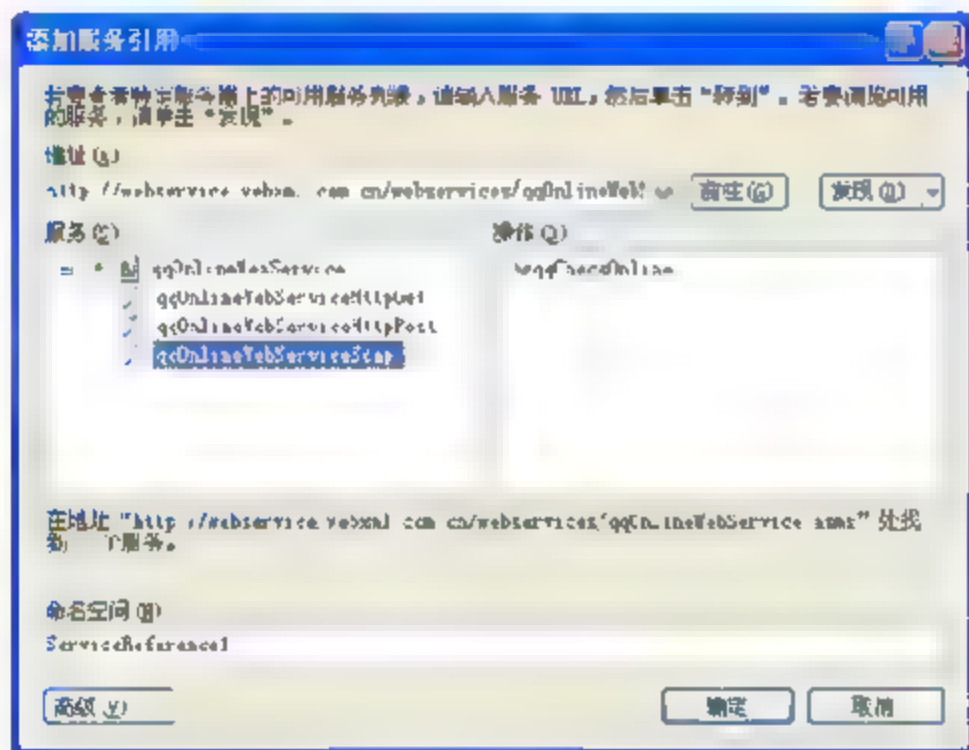 添加服务引用
若要查看特定服务器上的可用服务列表，请输入服务 URL，然后单击“转到”。若要浏览可用
的服务，请单击“发现”。
地址(A)
http //webservice webxml com cn/webservices/qqOnlineWebS
前往(G)
发现(D)
服务(S)
操作(O)
qqOnlineWebService
qqCheckOnline
qqOnlineWebServiceHttpGet
qqOnlineWebServiceHttpPost
qqOnlineWebServiceSoap
在地址 “http //webservice webxml com cn/webservices/qqOnlineWebService asmx” 处找
到 个服务。
命名空间(N)
ServiceReference1
高级(V)
确定
取消